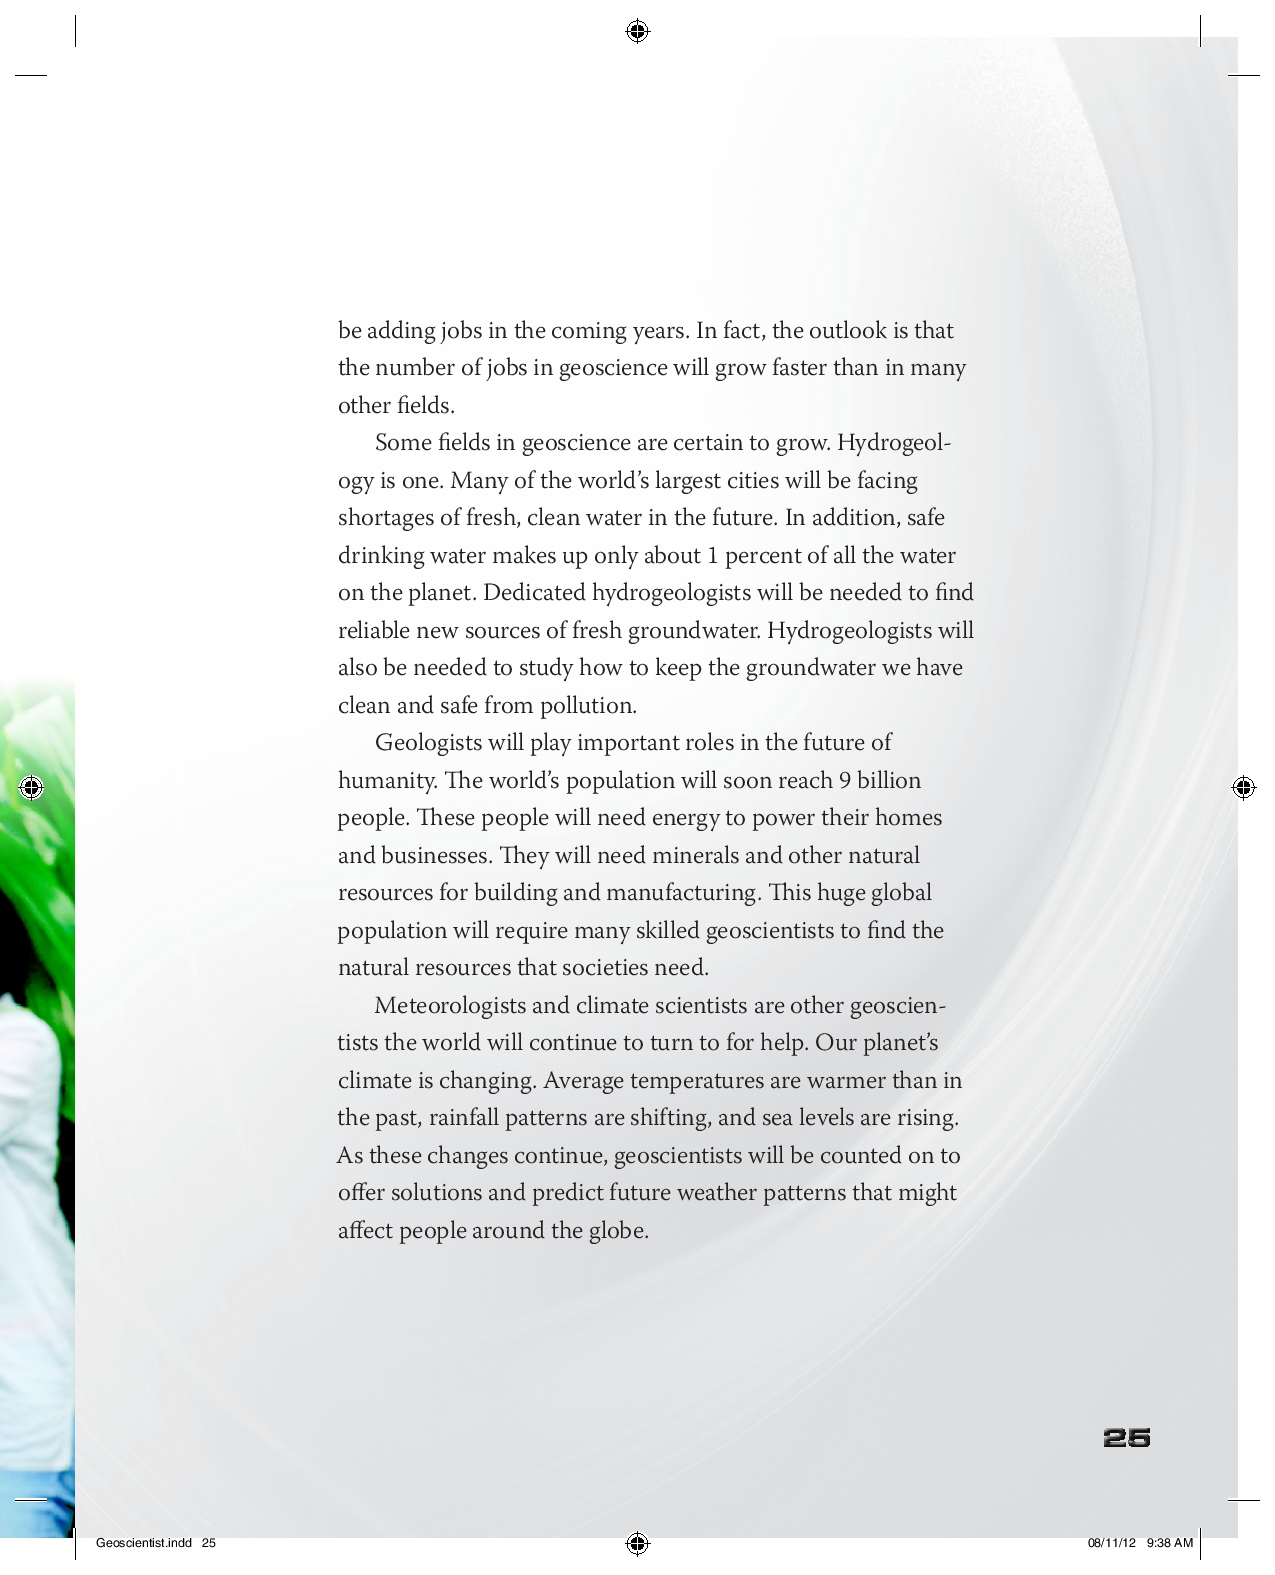 be adding jobs in the coming years. In fact, the outlook is that
the number of jobs in geoscience will grow faster than in many
other fields.
Some fields in geoscience are certain to grow. Hydrogeol-
ogy is one. Many of the world’s largest cities will be facing
shortages of fresh, clean water in the future. In addition, safe
drinking water makes up only about 1 percent of all the water
on the planet. Dedicated hydrogeologists will be needed to find
reliable new sources of fresh groundwater. Hydrogeologists will
also be needed to study how to keep the groundwater we have
clean and safe from pollution.
Geologists will play important roles in the future of
humanity. The world’s population will soon reach 9 billion
people. These people will need energy to power their homes
and businesses. They will need minerals and other natural
resources for building and manufacturing. This huge global
population will require many skilled geoscientists to find the
natural resources that societies need.
Meteorologists and climate scientists are other geoscien-
tists the world will continue to turn to for help. Our planet’s
climate is changing. Average temperatures are warmer than in
the past, rainfall patterns are shifting, and sea levels are rising.
As these changes continue, geoscientists will be counted on to
offer solutions and predict future weather patterns that might
affect people around the globe.
25
Geoscientist.indd 25 08/11/12 9:38 AM